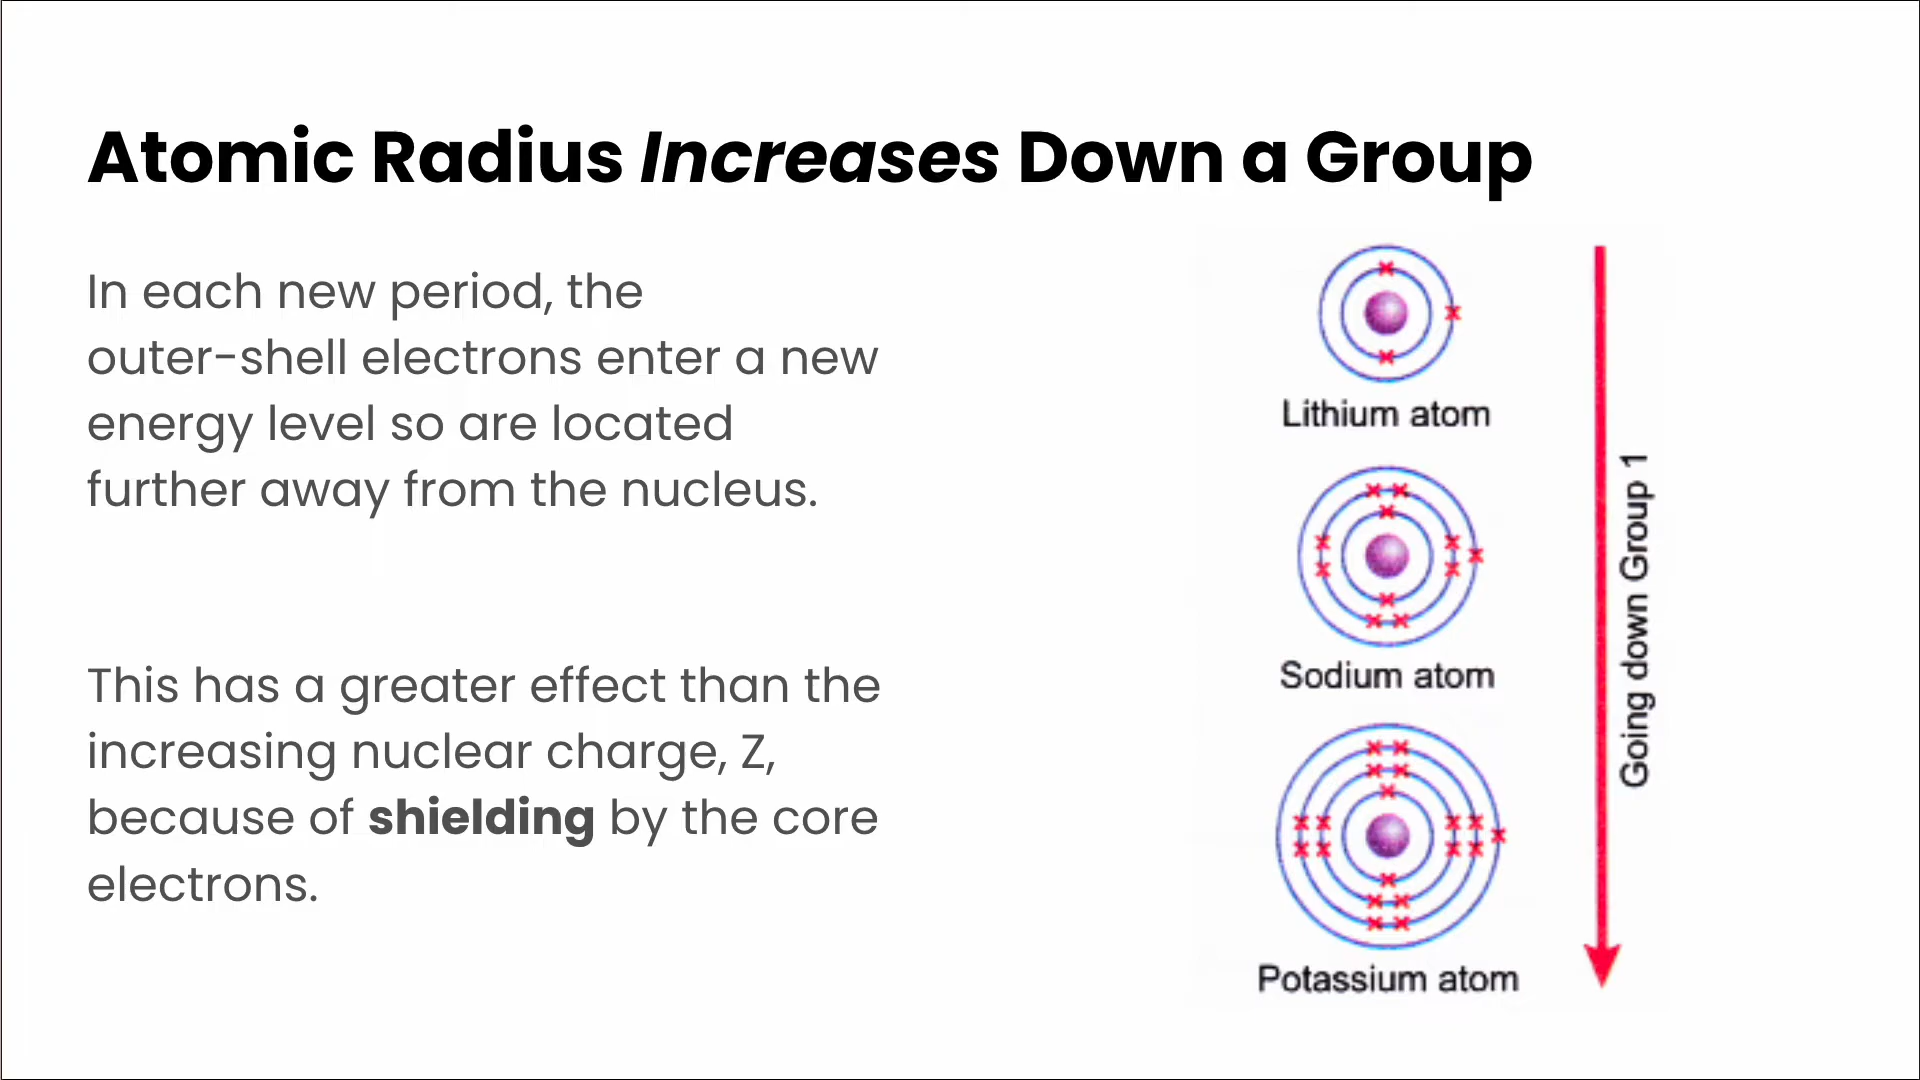 Atomic Radius Increases Down a Group
In each new period, the
outer-shell electrons enter a new
energy level so are located
further away from the nucleus.
This has a greater effect than the
increasing nuclear charge, Z,
because of shielding by the core
electrons.
Lithium atom
Sodium atom
Potassium atom
Going down Group 1